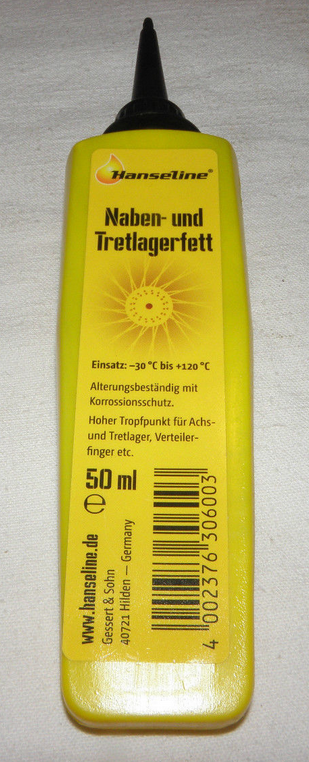 Hanseline®
Naben- und
Tretlagerfett
Einsatz: –30 °C bis +120 °C
Alterungsbeständig mit
Korrossionsschutz.
Hoher Tropfpunkt für Achs-
und Tretlager, Verteiler-
finger etc.
50 ml
℮
www.hanseline.de
Gessert & Sohn
40721 Hilden — Germany
4 002376 306003